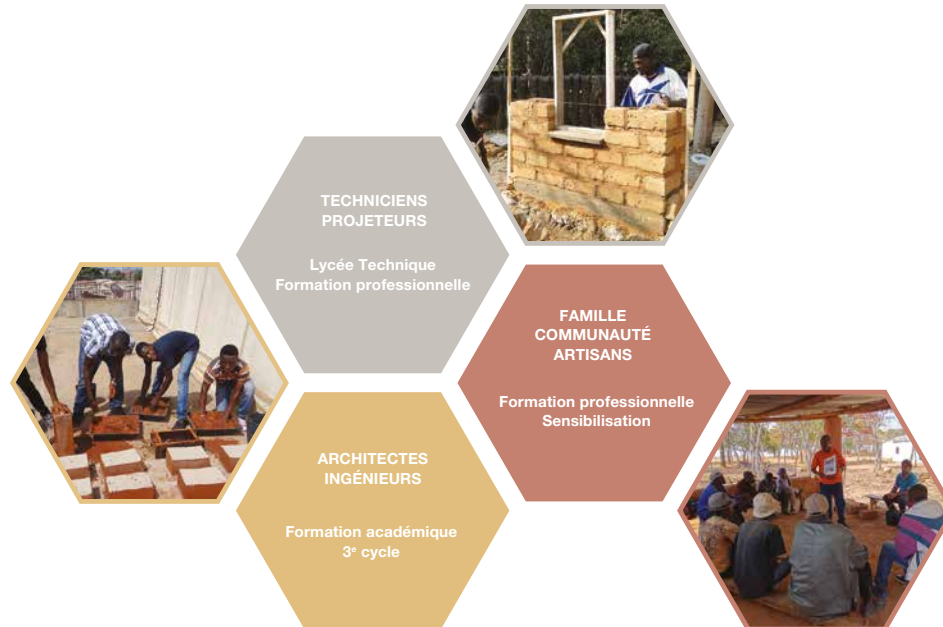 TECHNICIENS
PROJETEURS
Lycée Technique
Formation professionnelle
FAMILLE
COMMUNAUTÉ
ARTISANS
Formation professionnelle
Sensibilisation
ARCHITECTES
INGÉNIEURS
Formation académique
3ᵉ cycle